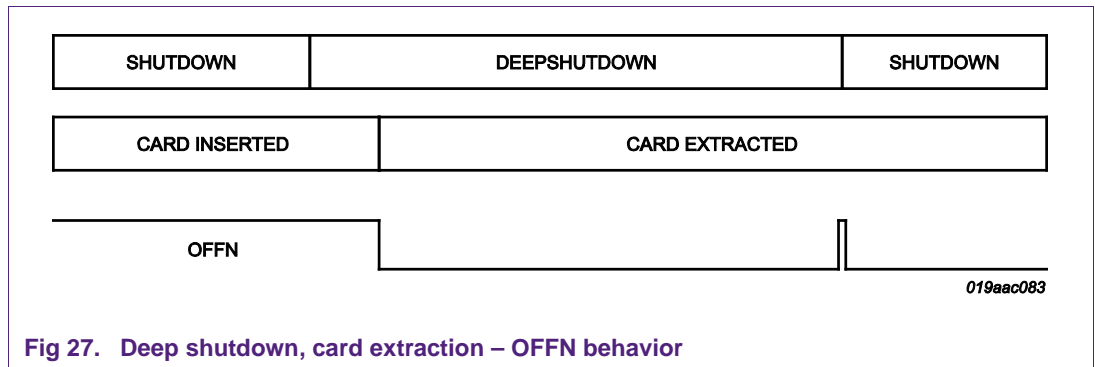 SHUTDOWN DEEPSHUTDOWN SHUTDOWN
CARD INSERTED CARD EXTRACTED
OFFN
019aac083
Fig 27. Deep shutdown, card extraction – OFFN behavior